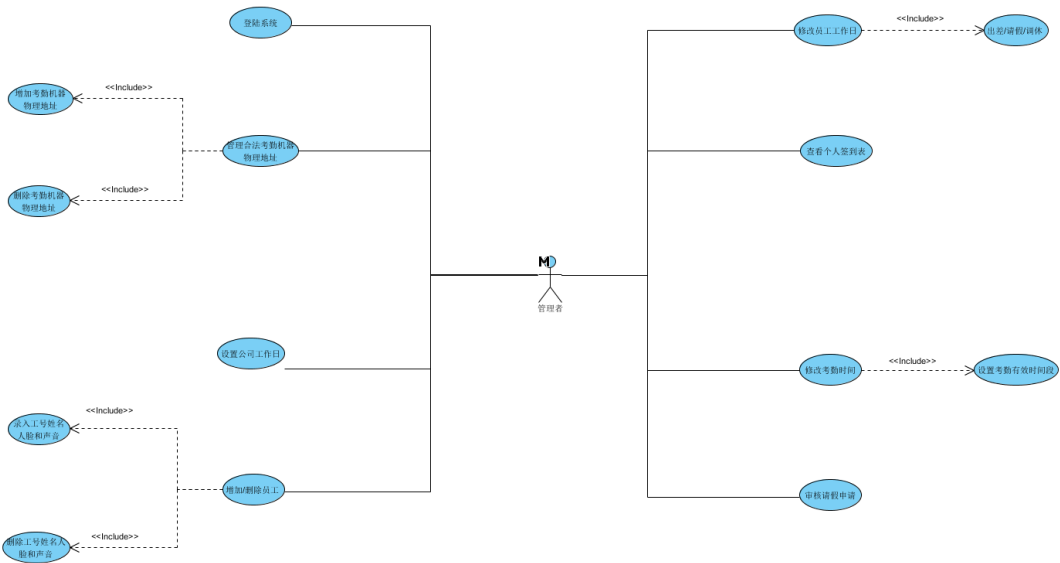 登陆系统
<<Include>>
增加考勤机器
物理地址
管理合法考勤机器
物理地址
<<Include>>
删除考勤机器
物理地址
设置公司工作日
<<Include>>
录入工号姓名
人脸和声音
增加/删除员工
<<Include>>
删除工号姓名人
脸和声音
M
管理者
修改员工工作日
<<Include>>
出差/请假/调休
查看个人签到表
修改考勤时间
<<Include>>
设置考勤有效时间段
审核请假申请